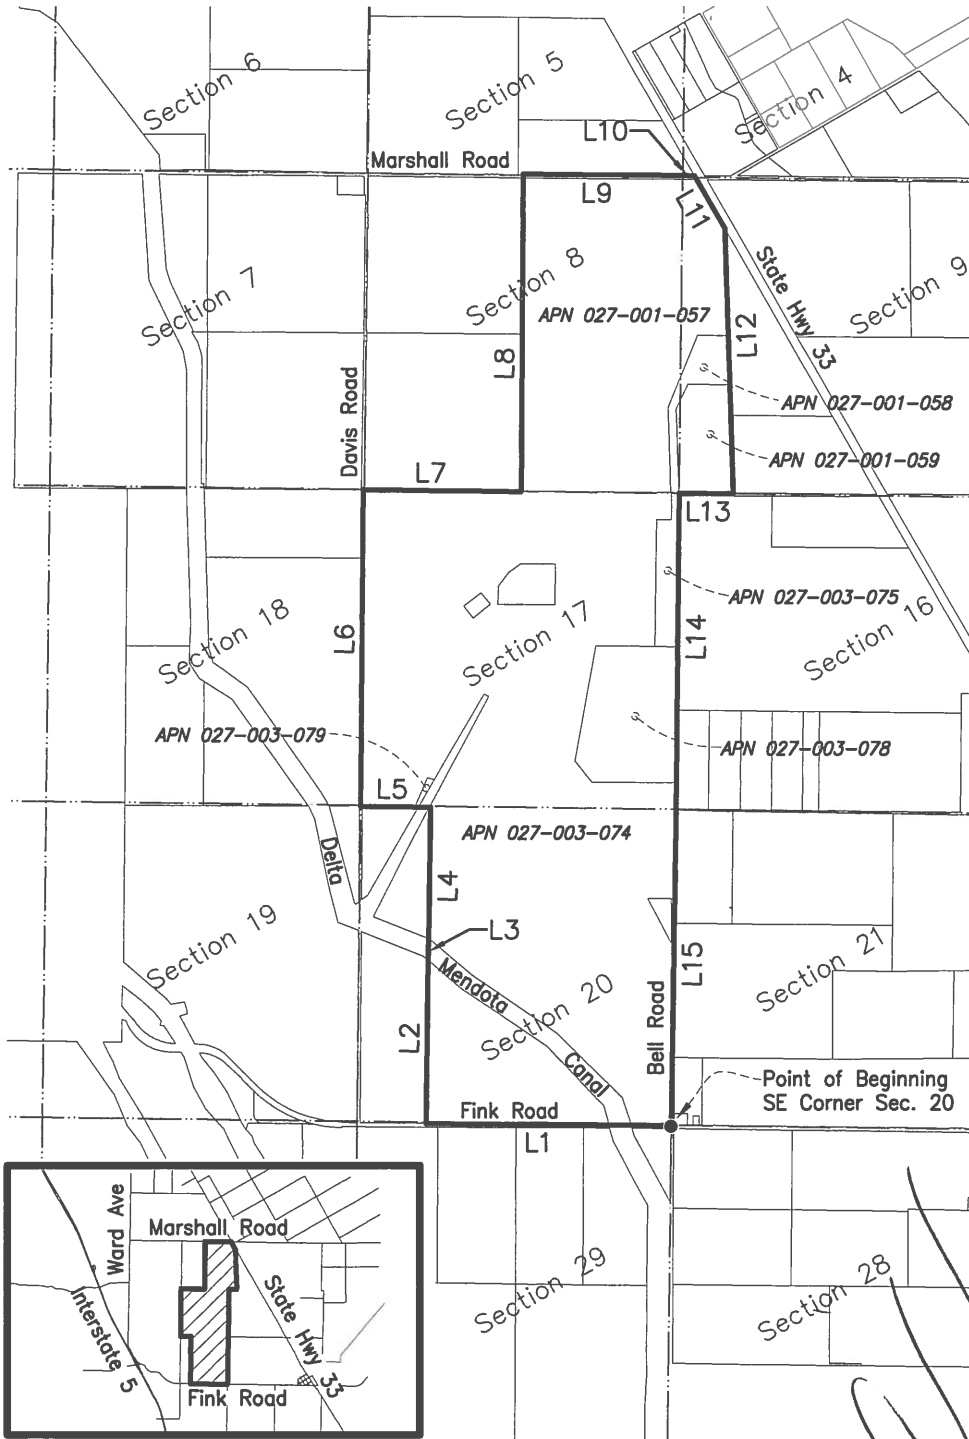 Section 6
Section 5
Section 4
L10
Marshall Road
L9
L11
Section 7
Section 8
State Hwy 33
Section 9
APN 027-001-057
L8
L12
Davis Road
APN 027-001-058
APN 027-001-059
L7
L13
Section 18
L6
Section 17
APN 027-003-075
L14
Section 16
APN 027-003-079
APN 027-003-078
L5
APN 027-003-074
Delta
L4
L3
Section 19
Mendota
Section 20
L15
Section 21
L2
Bell Road
Canal
Point of Beginning
SE Corner Sec. 20
Fink Road
L1
Ward Ave
Marshall Road
Interstate 5
State Hwy 33
Fink Road
Section 29
Section 28